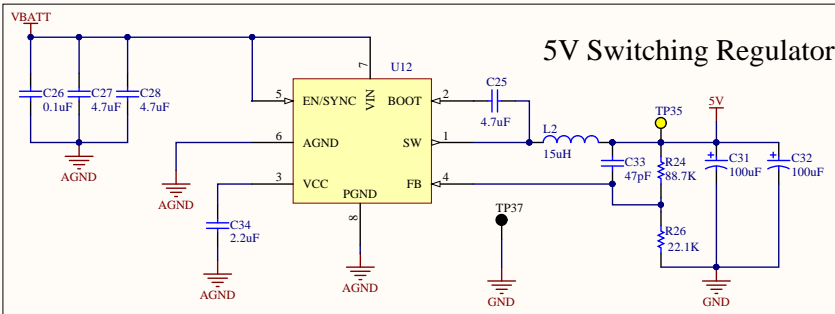 VBATT
5V Switching Regulator
U12
7
VIN
C26
0.1uF
C27
4.7uF
C28
4.7uF
5
EN/SYNC
BOOT
2
C25
4.7uF
6
AGND
SW
1
L2
15uH
TP35
5V
3
VCC
FB
4
PGND
8
C33
47pF
R24
88.7K
C31
100uF
C32
100uF
AGND
AGND
C34
2.2uF
TP37
R26
22.1K
AGND
AGND
GND
GND